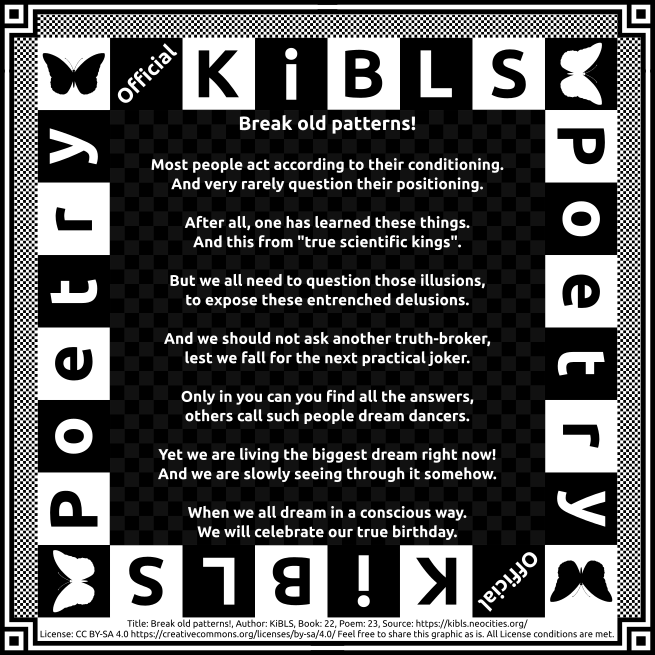 Official KiBLS
Poetry
Poetry
Break old patterns!
Most people act according to their conditioning.
And very rarely question their positioning.
After all, one has learned these things.
And this from "true scientific kings".
But we all need to question those illusions,
to expose these entrenched delusions.
And we should not ask another truth-broker,
lest we fall for the next practical joker.
Only in you can you find all the answers,
others call such people dream dancers.
Yet we are living the biggest dream right now!
And we are slowly seeing through it somehow.
When we all dream in a conscious way.
We will celebrate our true birthday.
Official KiBLS
Title: Break old patterns!, Author: KiBLS, Book: 22, Poem: 23, Source: https://kibls.neocities.org/
License: CC BY-SA 4.0 https://creativecommons.org/licenses/by-sa/4.0/ Feel free to share this graphic as is. All License conditions are met.